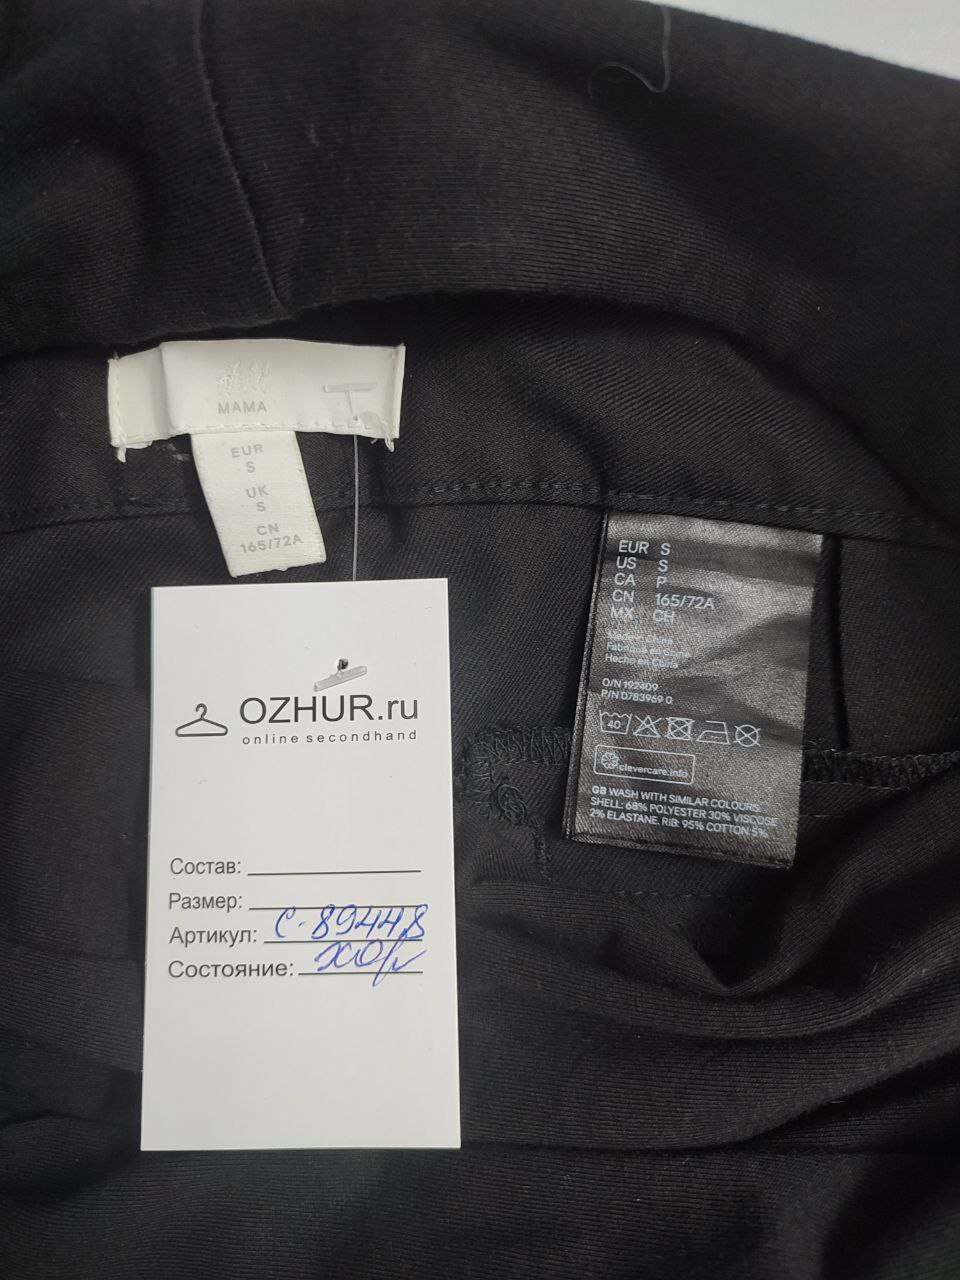 H&M
MAMA
EUR
S
UK
S
CN
165/72A
EUR S
US S
CA P
CN 165/72A
MX CH
Made in China
Fabriqué en Chine
Hecho en China
O/N 192409
P/N 0783969 0
40
clevercare.info
GB WASH WITH SIMILAR COLOURS.
SHELL: 68% POLYESTER 30% VISCOSE
2% ELASTANE. RIB: 95% COTTON 5%
OZHUR.ru
online secondhand
Состав:
Размер:
Артикул: С-89448
Состояние: хор